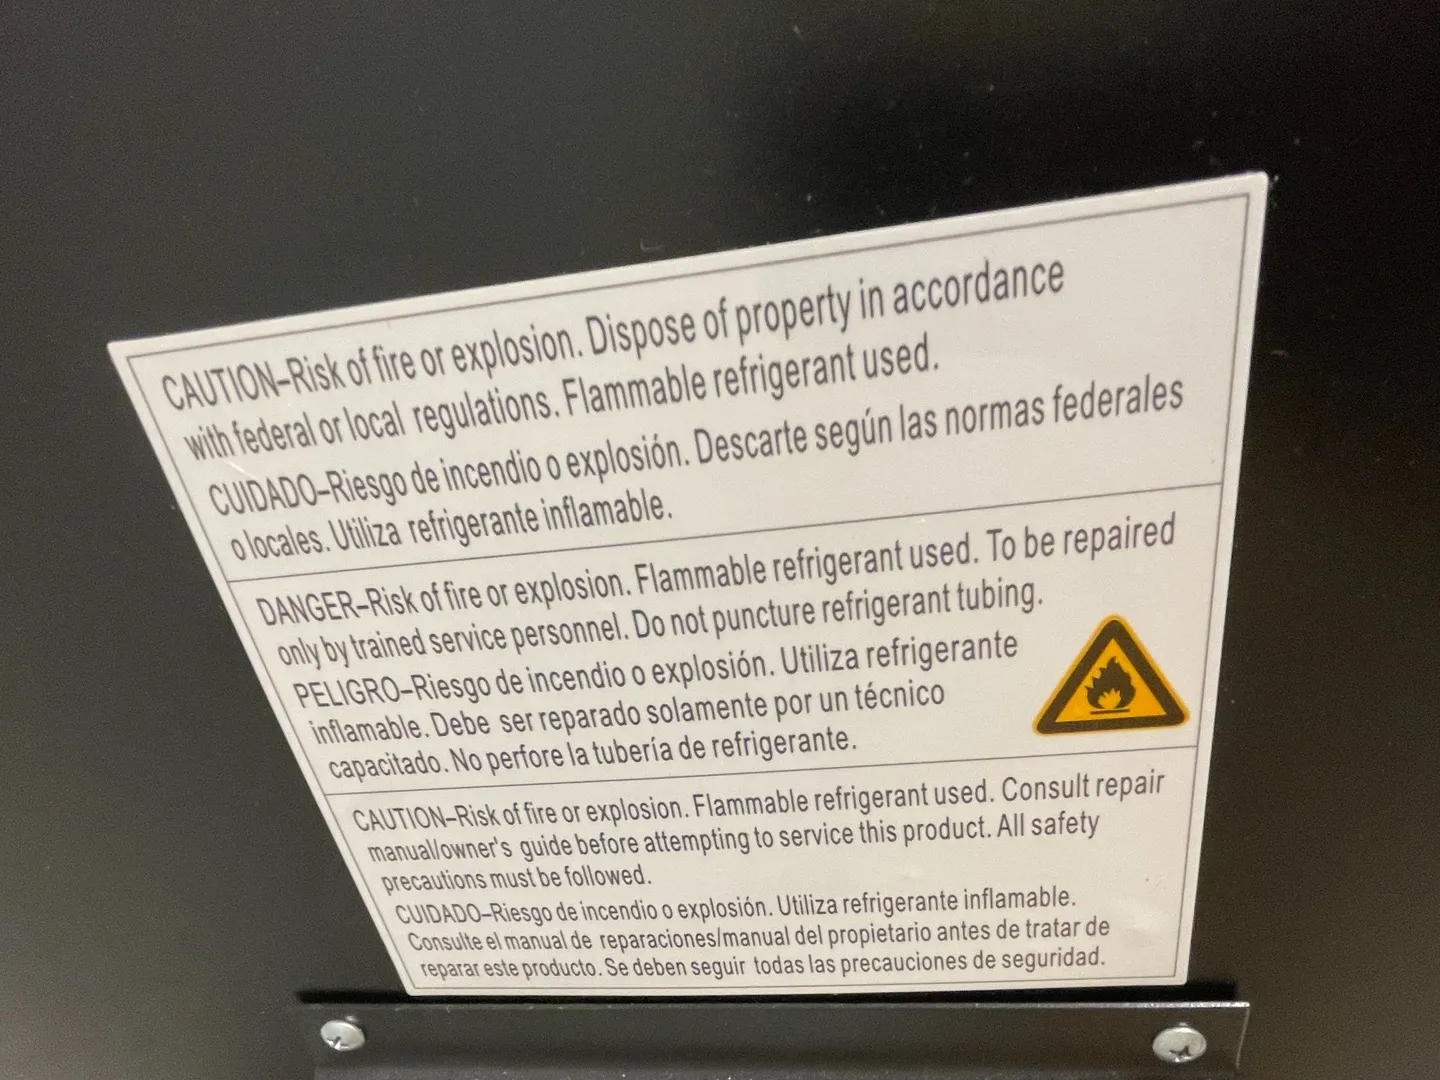 CAUTION–Risk of fire or explosion. Dispose of property in accordance
with federal or local regulations. Flammable refrigerant used.
CUIDADO–Riesgo de incendio o explosión. Descarte según las normas federales
o locales. Utiliza refrigerante inflamable.
DANGER–Risk of fire or explosion. Flammable refrigerant used. To be repaired
only by trained service personnel. Do not puncture refrigerant tubing.
PELIGRO–Riesgo de incendio o explosión. Utiliza refrigerante
inflamable. Debe ser reparado solamente por un técnico
capacitado. No perfore la tubería de refrigerante.
CAUTION–Risk of fire or explosion. Flammable refrigerant used. Consult repair
manual/owner's guide before attempting to service this product. All safety
precautions must be followed.
CUIDADO–Riesgo de incendio o explosión. Utiliza refrigerante inflamable.
Consulte el manual de reparaciones/manual del propietario antes de tratar de
reparar este producto. Se deben seguir todas las precauciones de seguridad.